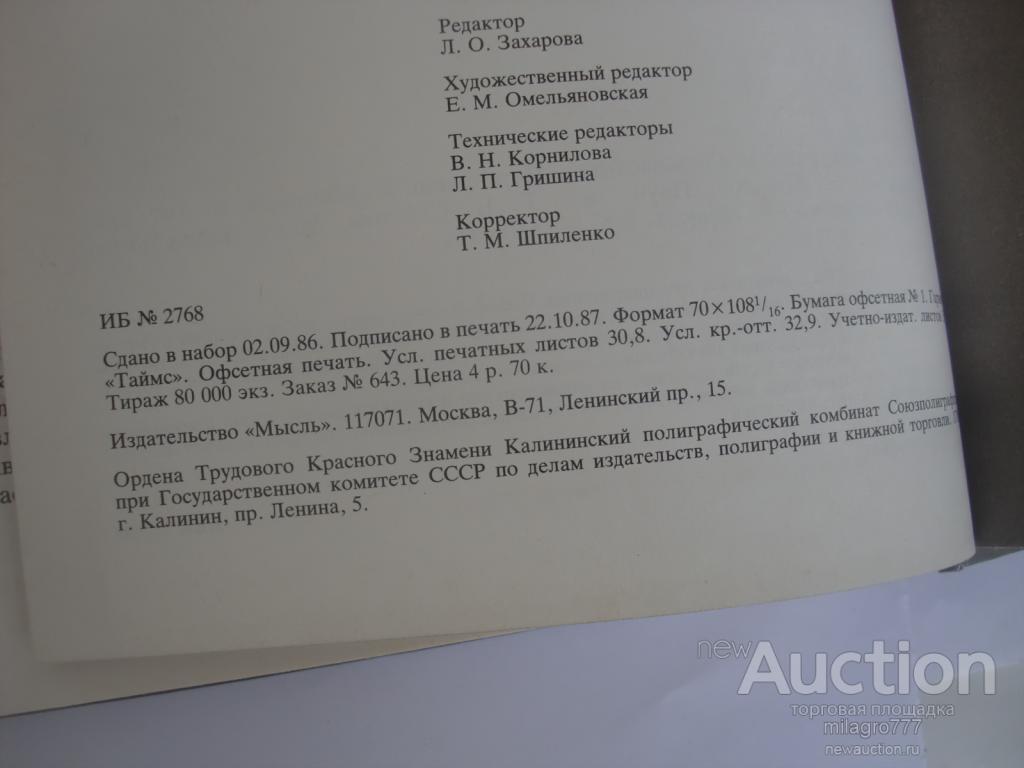 Редактор
Л. О. Захарова
Художественный редактор
Е. М. Омельяновская
Технические редакторы
В. Н. Корнилова
Л. П. Гришина
Корректор
Т. М. Шпиленко
ИБ № 2768
Сдано в набор 02.09.86. Подписано в печать 22.10.87. Формат 70×108¹/₁₆. Бумага офсетная № 1.
«Таймс». Офсетная печать. Усл. печатных листов 30,8. Усл. кр.-отт. 32,9. Учетно-издат. листов
Тираж 80 000 экз. Заказ № 643. Цена 4 р. 70 к.
Издательство «Мысль». 117071. Москва, В-71, Ленинский пр., 15.
Ордена Трудового Красного Знамени Калининский полиграфический комбинат
при Государственном комитете СССР по делам издательств, полиграфии и книжной торговли.
г. Калинин, пр. Ленина, 5.
newAuction
торговая площадка
milagro777
newauction.ru